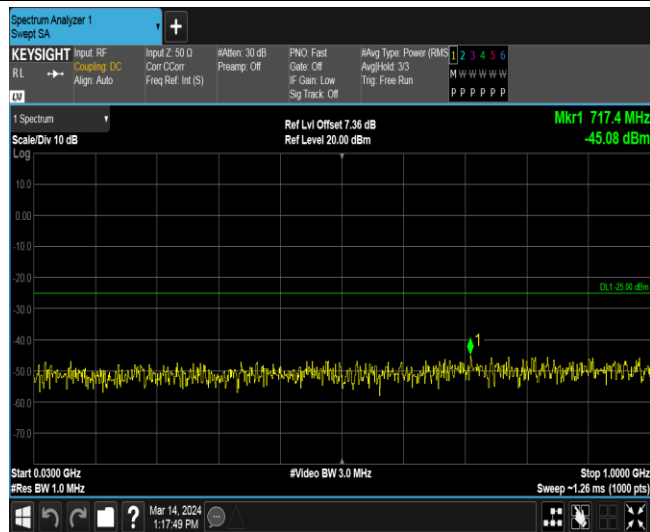 Spectrum Analyzer 1
Swept SA
+
KEYSIGHT
RL
LXI
Input: RF
Coupling: DC
Align: Auto
Input Z: 50 Ω
Corr CCorr
Freq Ref: Int (S)
#Atten: 30 dB
Preamp: Off
PNO: Fast
Gate: Off
IF Gain: Low
Sig Track: Off
#Avg Type: Power (RMS
Avg|Hold: 3/3
Trig: Free Run
1 2 3 4 5 6
M W W W W W
P P P P P P
1 Spectrum
Scale/Div 10 dB
Log
Ref Lvl Offset 7.36 dB
Ref Level 20.00 dBm
Mkr1 717.4 MHz
-45.08 dBm
10.0
0.00
-10.0
-20.0
DL1 -25.00 dBm
-30.0
-40.0
1
-50.0
-60.0
-70.0
Start 0.0300 GHz
#Video BW 3.0 MHz
Stop 1.0000 GHz
#Res BW 1.0 MHz
Sweep ~1.26 ms (1000 pts)
?
Mar 14, 2024
1:17:49 PM